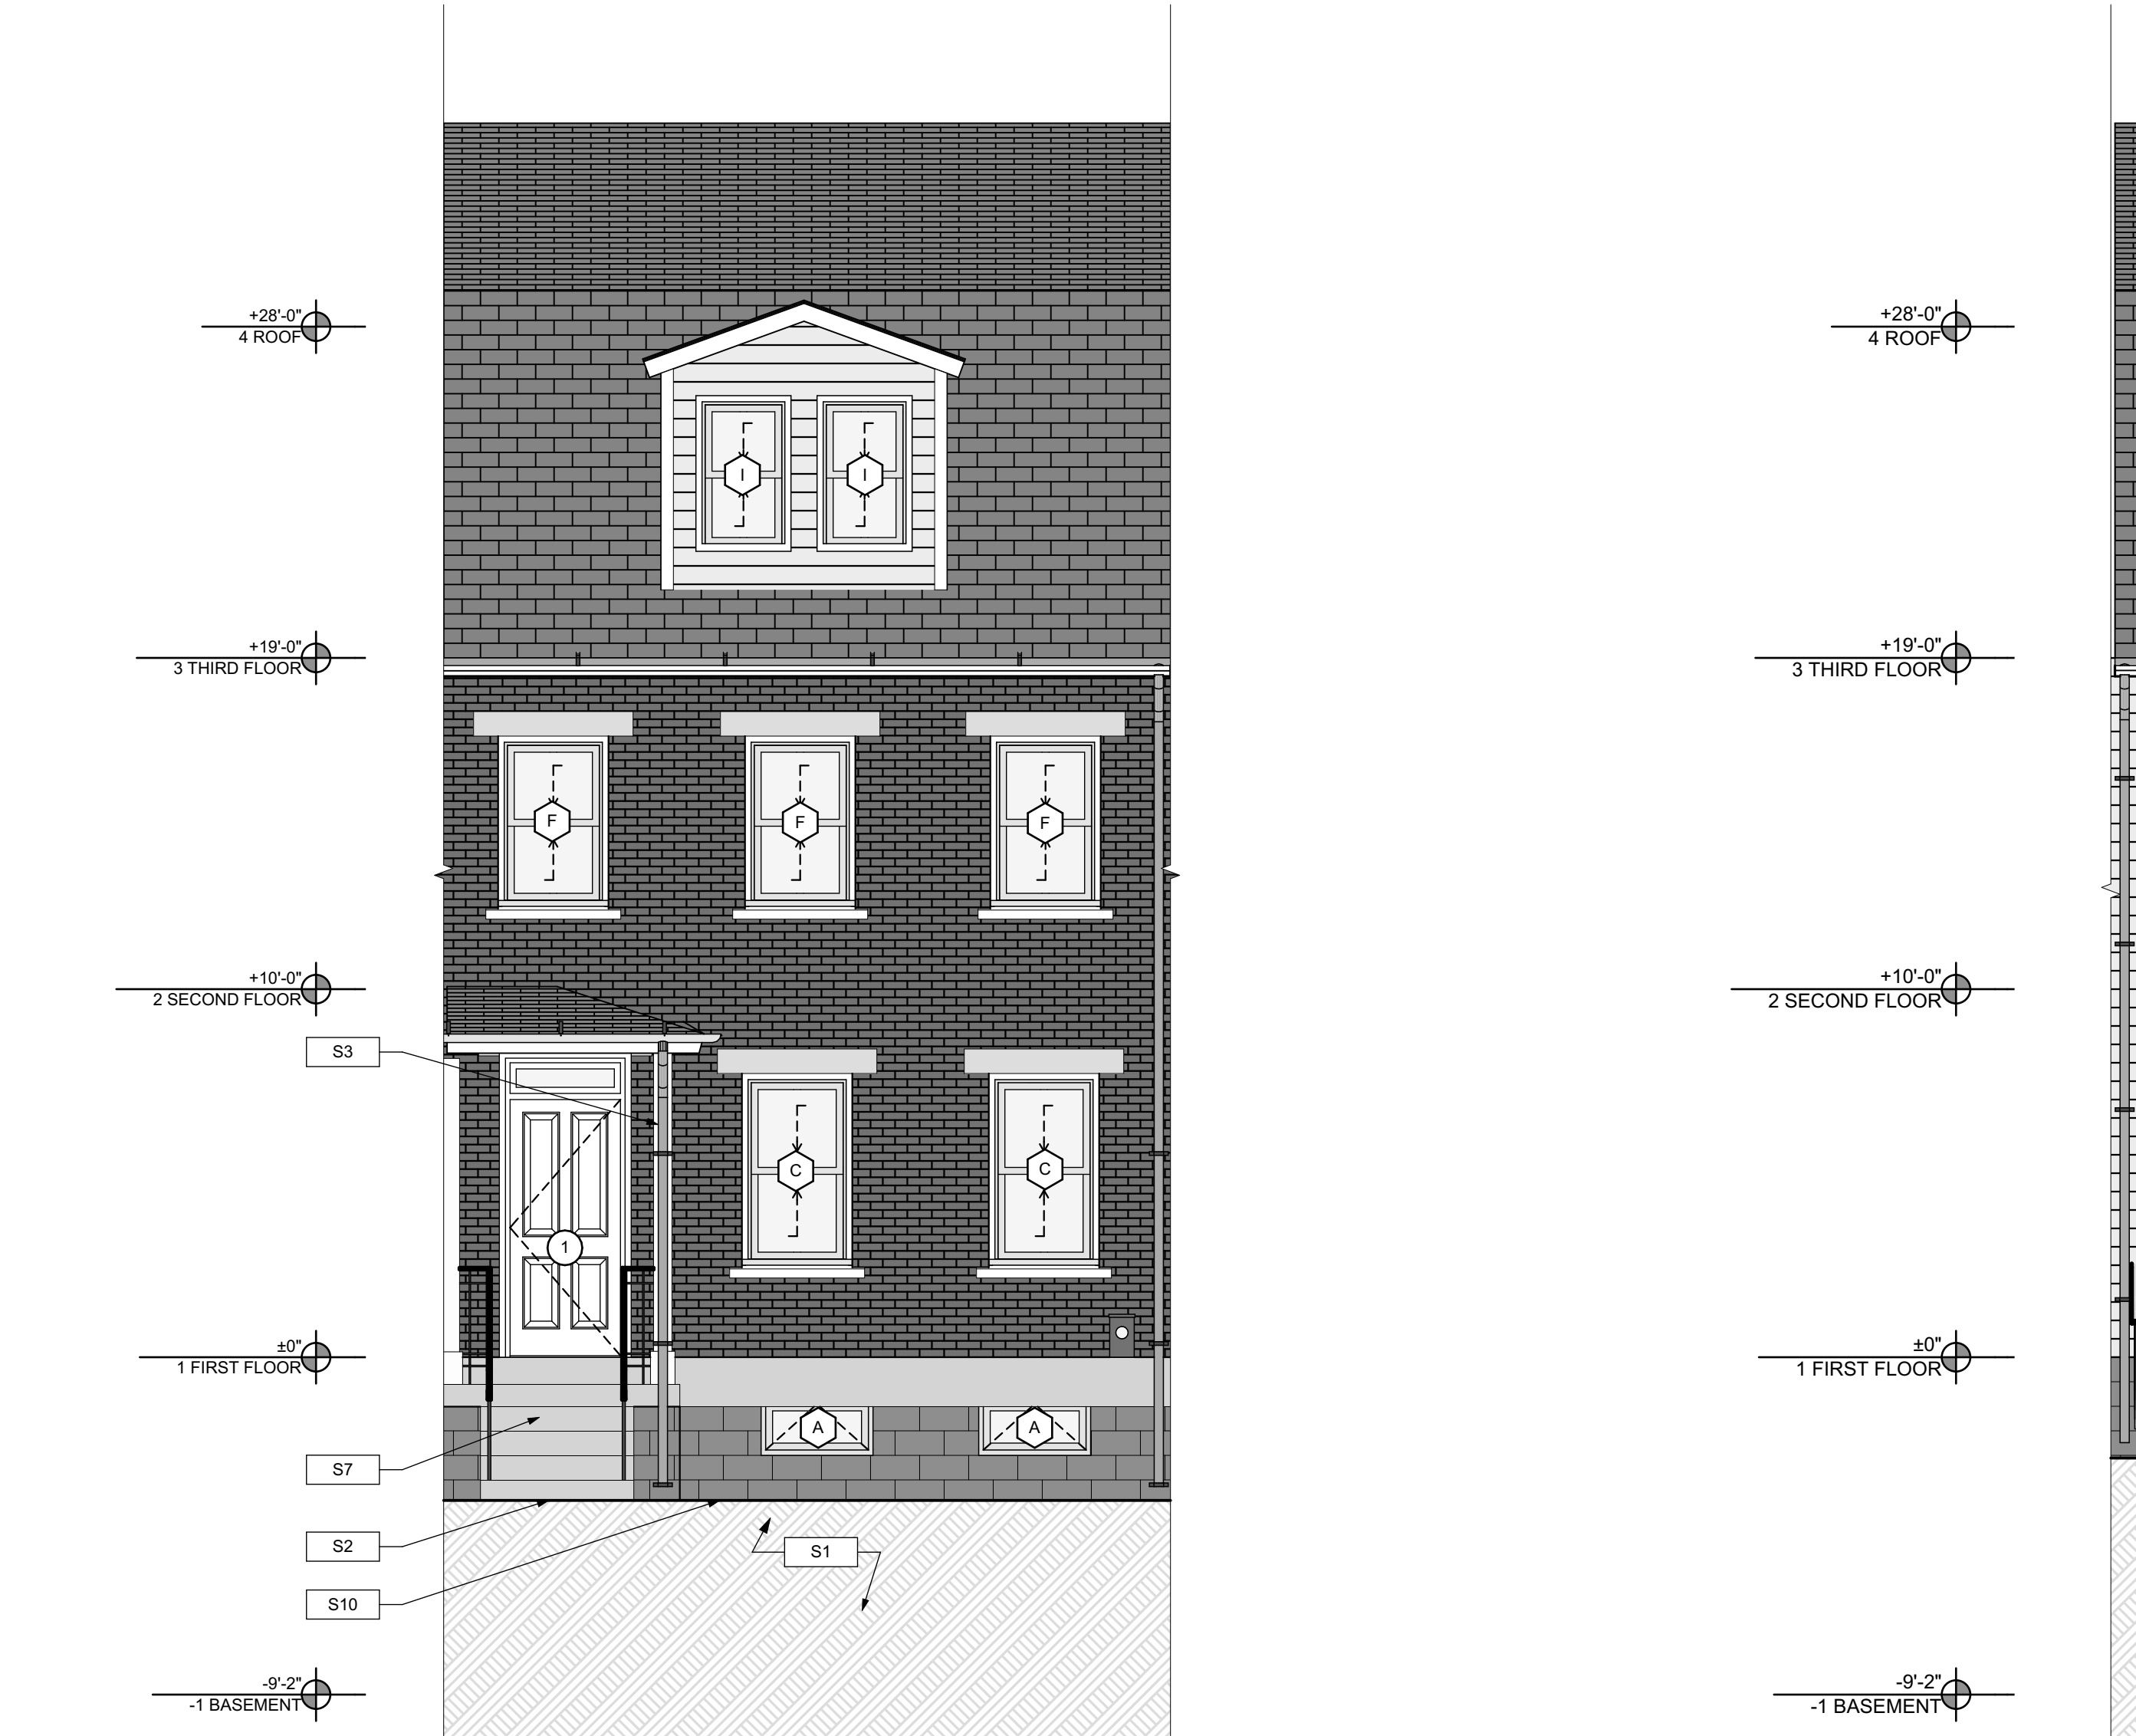 +28'-0"
4 ROOF
+28'-0"
4 ROOF
I
I
+19'-0"
3 THIRD FLOOR
+19'-0"
3 THIRD FLOOR
F
F
F
+10'-0"
2 SECOND FLOOR
+10'-0"
2 SECOND FLOOR
S3
C
C
1
±0"
1 FIRST FLOOR
±0"
1 FIRST FLOOR
A
A
S7
S2
S1
S10
-9'-2"
-1 BASEMENT
-9'-2"
-1 BASEMENT